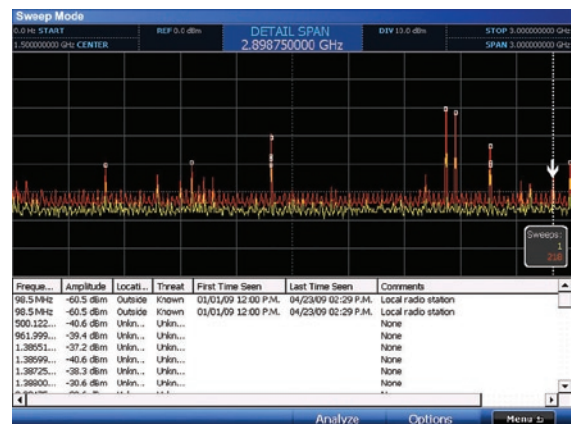 Sweep Mode
0.0 Hz START REF 0.0 dBm DETAIL SPAN DIV 10.0 dBm STOP 3.000000000 GHz
1.500000000 GHz CENTER 2.898750000 GHz SPAN 3.000000000 GHz
Sweeps:
1
218
Freque... Amplitude Locati... Threat First Time Seen Last Time Seen Comments
98.5 MHz -60.5 dBm Outside Known 01/01/09 12:00 P.M. 04/23/09 02:29 P.M. Local radio station
98.5 MHz -60.5 dBm Outside Known 01/01/09 12:00 P.M. 04/23/09 02:29 P.M. Local radio station
500.122... -40.6 dBm Unkn... Unkn... None
961.999... -39.4 dBm Unkn... Unkn... None
1.38651... -37.2 dBm Unkn... Unkn... None
1.38699... -40.6 dBm Unkn... Unkn... None
1.38725... -38.3 dBm Unkn... Unkn... None
1.39900... -30.6 dBm Unkn... Unkn... None
Analyze Options Menu